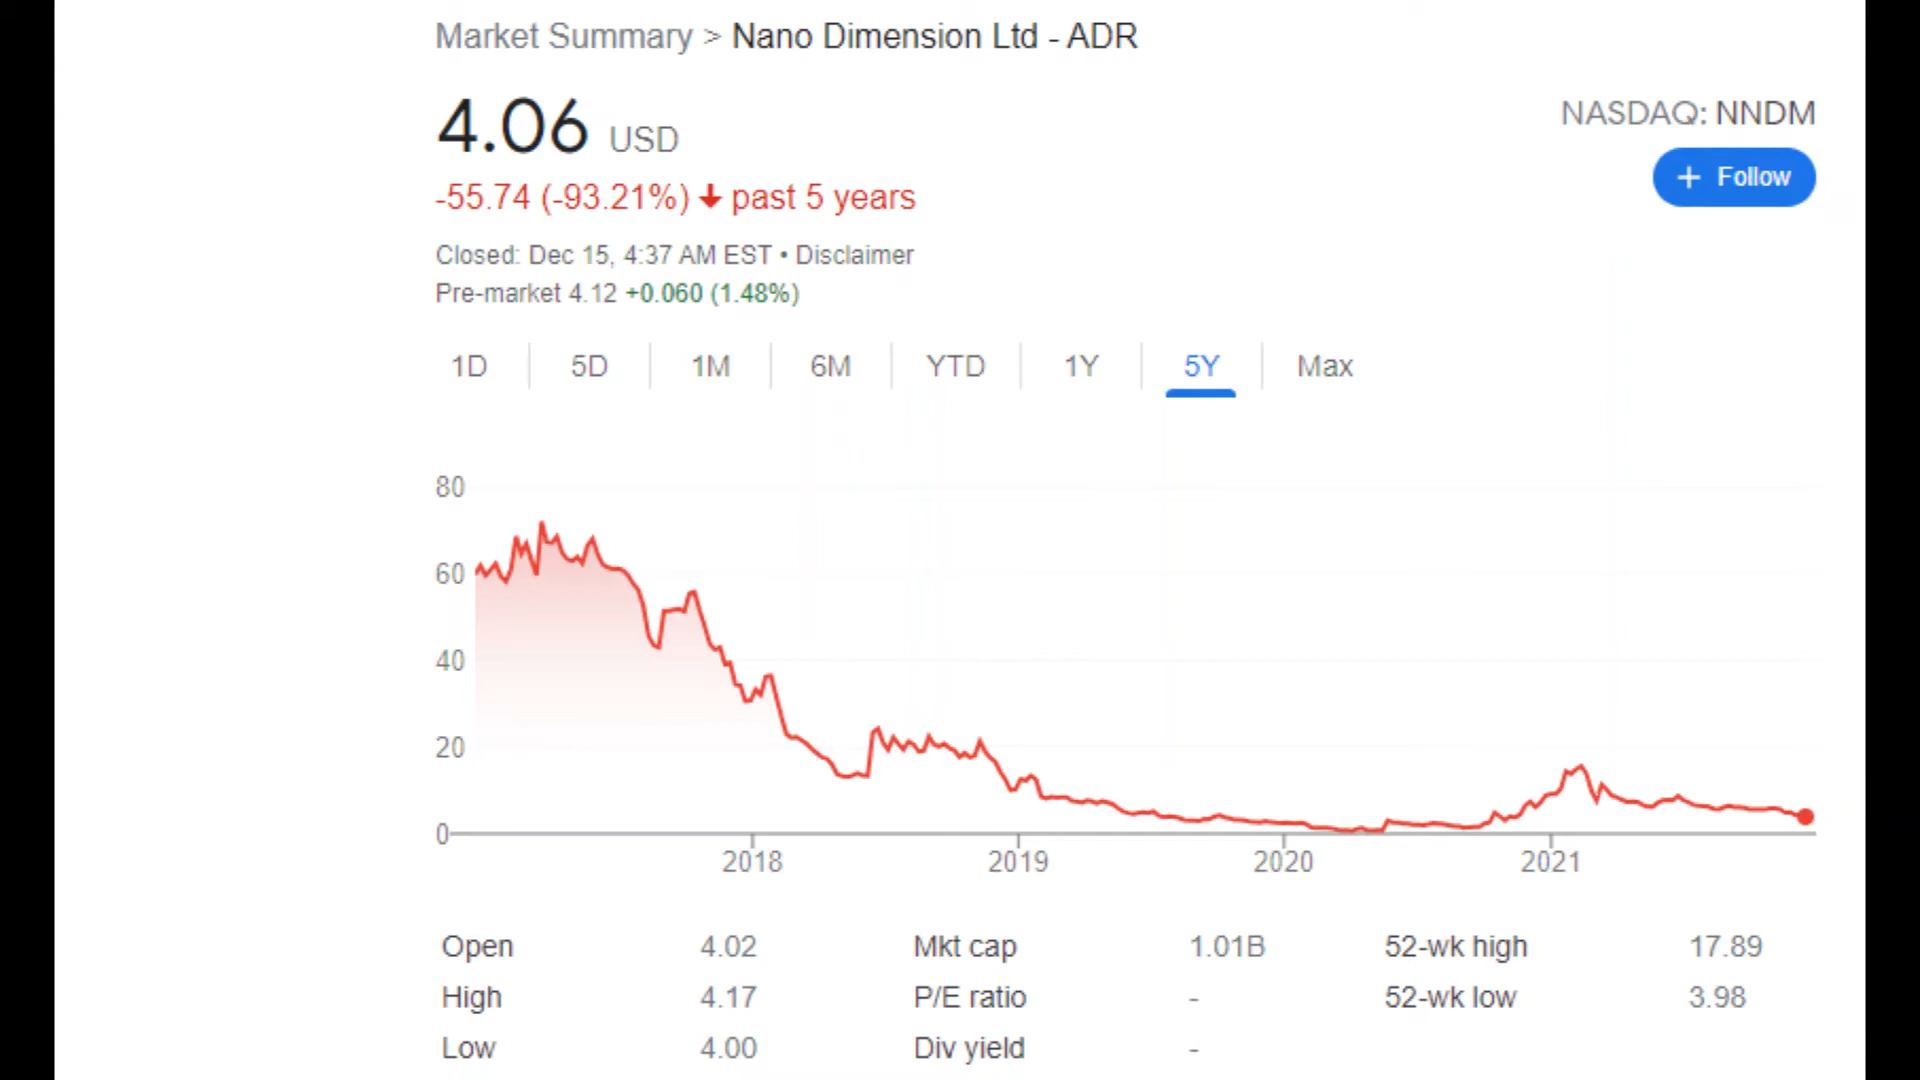 Market Summary > Nano Dimension Ltd - ADR
4.06 USD
NASDAQ: NNDM
+ Follow
-55.74 (-93.21%) ↓ past 5 years
Closed: Dec 15, 4:37 AM EST • Disclaimer
Pre-market 4.12 +0.060 (1.48%)
1D 5D 1M 6M YTD 1Y 5Y Max
80
60
40
20
0
2018 2019 2020 2021
Open 4.02 Mkt cap 1.01B 52-wk high 17.89
High 4.17 P/E ratio - 52-wk low 3.98
Low 4.00 Div yield -